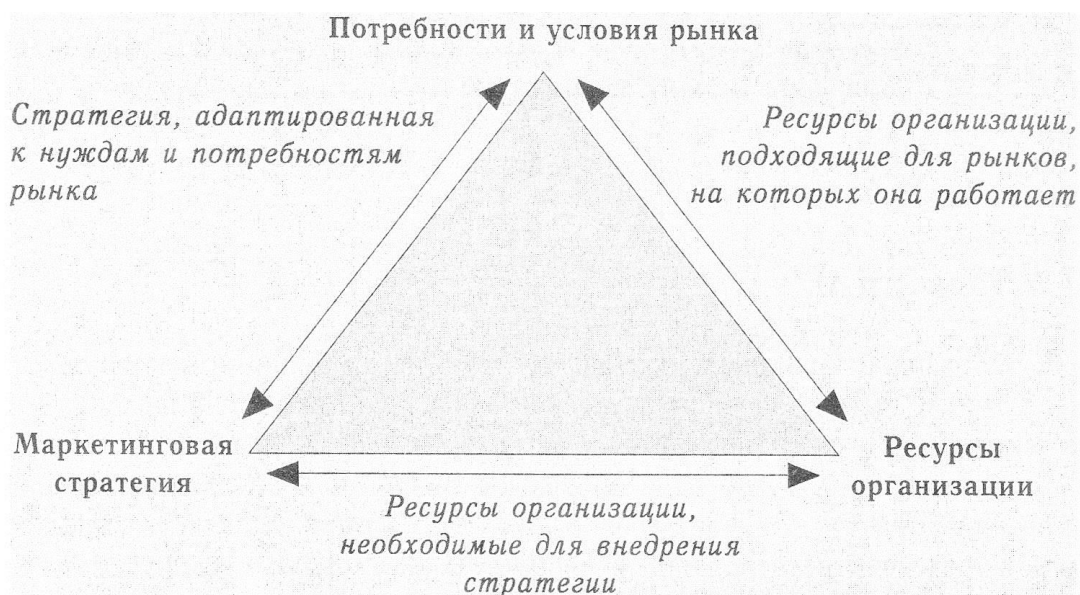 Потребности и условия рынка
Стратегия, адаптированная
к нуждам и потребностям
рынка
Ресурсы организации,
подходящие для рынков,
на которых она работает
Маркетинговая
стратегия
Ресурсы
организации
Ресурсы организации,
необходимые для внедрения
стратегии